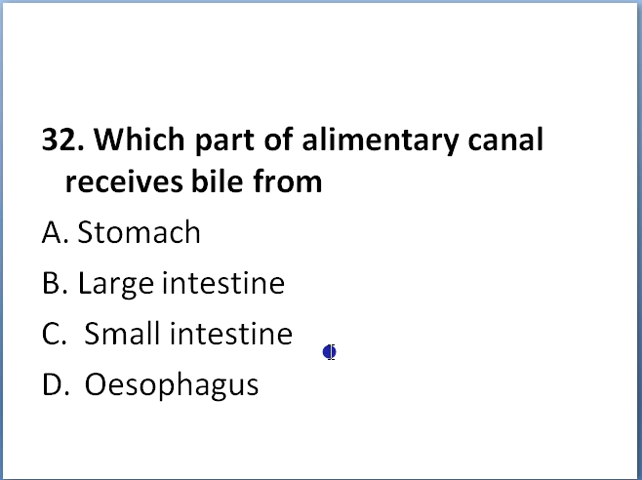 32. Which part of alimentary canal
receives bile from
A. Stomach
B. Large intestine
C. Small intestine
D. Oesophagus